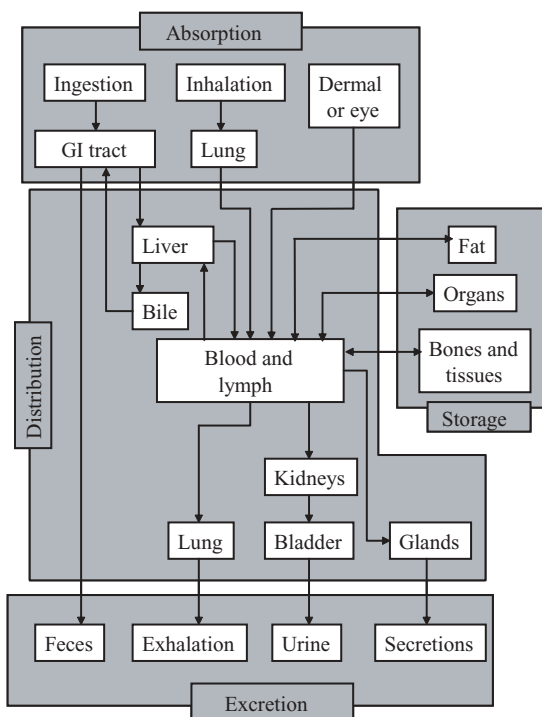 Absorption
Ingestion
Inhalation
Dermal
or eye
GI tract
Lung
Liver
Bile
Fat
Organs
Bones and
tissues
Storage
Distribution
Blood and
lymph
Kidneys
Lung
Bladder
Glands
Feces
Exhalation
Urine
Secretions
Excretion